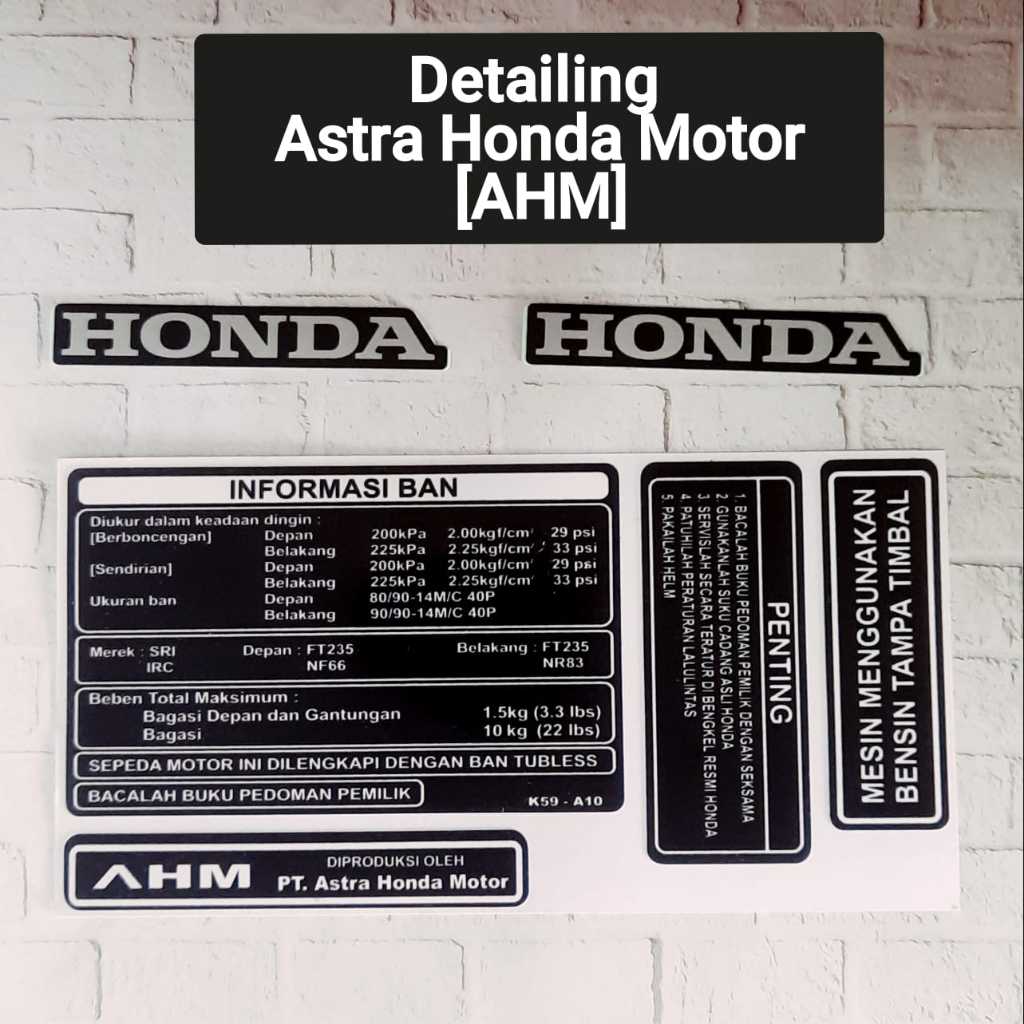 Detailing
Astra Honda Motor
[AHM]
HONDA
HONDA
INFORMASI BAN
Diukur dalam keadaan dingin :
[Berboncengan] Depan 200kPa 2.00kgf/cm² 29 psi
Belakang 225kPa 2.25kgf/cm² 33 psi
[Sendirian] Depan 200kPa 2.00kgf/cm² 29 psi
Belakang 225kPa 2.25kgf/cm² 33 psi
Ukuran ban Depan 80/90-14M/C 40P
Belakang 90/90-14M/C 40P
Merek : SRI Depan : FT235 Belakang : FT235
IRC NF66 NR83
Beben Total Maksimum :
Bagasi Depan dan Gantungan 1.5kg (3.3 lbs)
Bagasi 10 kg (22 lbs)
SEPEDA MOTOR INI DILENGKAPI DENGAN BAN TUBLESS
BACALAH BUKU PEDOMAN PEMILIK
K59 - A10
AHM
DIPRODUKSI OLEH
PT. Astra Honda Motor
PENTING
1. BACALAH BUKU PEDOMAN PEMILIK DENGAN SEKSAMA
2. GUNAKANLAH SUKU CADANG ASLI HONDA
3. SERVISLAH SECARA TERATUR DI BENGKEL RESMI HONDA
4. PATUHILAH PERATURAN LALULINTAS
5. PAKAILAH HELM
MESIN MENGGUNAKAN
BENSIN TAMPA TIMBAL